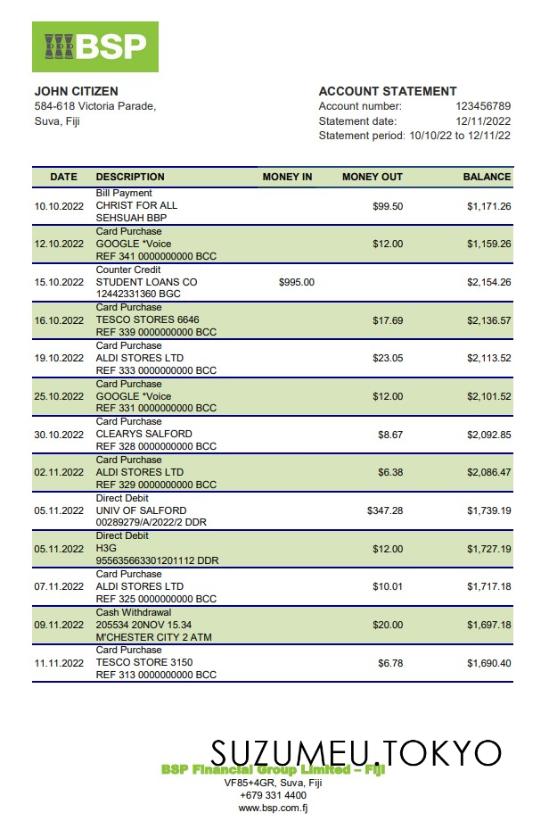 BSP
JOHN CITIZEN
584-618 Victoria Parade,
Suva, Fiji
ACCOUNT STATEMENT
Account number: 123456789
Statement date: 12/11/2022
Statement period: 10/10/22 to 12/11/22
DATE DESCRIPTION MONEY IN MONEY OUT BALANCE
Bill Payment
10.10.2022 CHRIST FOR ALL $99.50 $1,171.26
SEHSUAH BBP
Card Purchase
12.10.2022 GOOGLE *Voice $12.00 $1,159.26
REF 341 0000000000 BCC
Counter Credit
15.10.2022 STUDENT LOANS CO $995.00 $2,154.26
12442331360 BGC
Card Purchase
16.10.2022 TESCO STORES 6646 $17.69 $2,136.57
REF 339 0000000000 BCC
Card Purchase
19.10.2022 ALDI STORES LTD $23.05 $2,113.52
REF 333 0000000000 BCC
Card Purchase
25.10.2022 GOOGLE *Voice $12.00 $2,101.52
REF 331 0000000000 BCC
Card Purchase
30.10.2022 CLEARYS SALFORD $8.67 $2,092.85
REF 328 0000000000 BCC
Card Purchase
02.11.2022 ALDI STORES LTD $6.38 $2,086.47
REF 329 0000000000 BCC
Direct Debit
05.11.2022 UNIV OF SALFORD $347.28 $1,739.19
00289279/A/2022/2 DDR
Direct Debit
05.11.2022 H3G $12.00 $1,727.19
955635663301201112 DDR
Card Purchase
07.11.2022 ALDI STORES LTD $10.01 $1,717.18
REF 325 0000000000 BCC
Cash Withdrawal
09.11.2022 205534 20NOV 15.34 $20.00 $1,697.18
M'CHESTER CITY 2 ATM
Card Purchase
11.11.2022 TESCO STORE 3150 $6.78 $1,690.40
REF 313 0000000000 BCC
SUZUMEU.TOKYO
BSP Financial Group Limited – Fiji
VF85+4GR, Suva, Fiji
+679 331 4400
www.bsp.com.fj